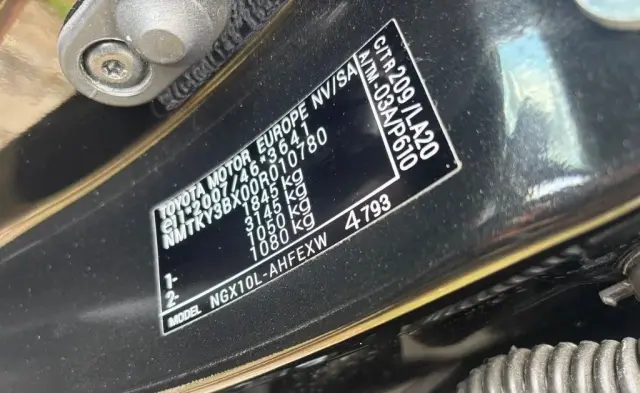 TOYOTA MOTOR EUROPE NV/SA
e11*2007/46*3641
NMTKY3BX00R010780
1845 kg
3145 kg
1- 1050 kg
2- 1080 kg
MODEL NGX10L-AHFEXW 4793
C/TR 209/LA20
A/TM-03A/P610